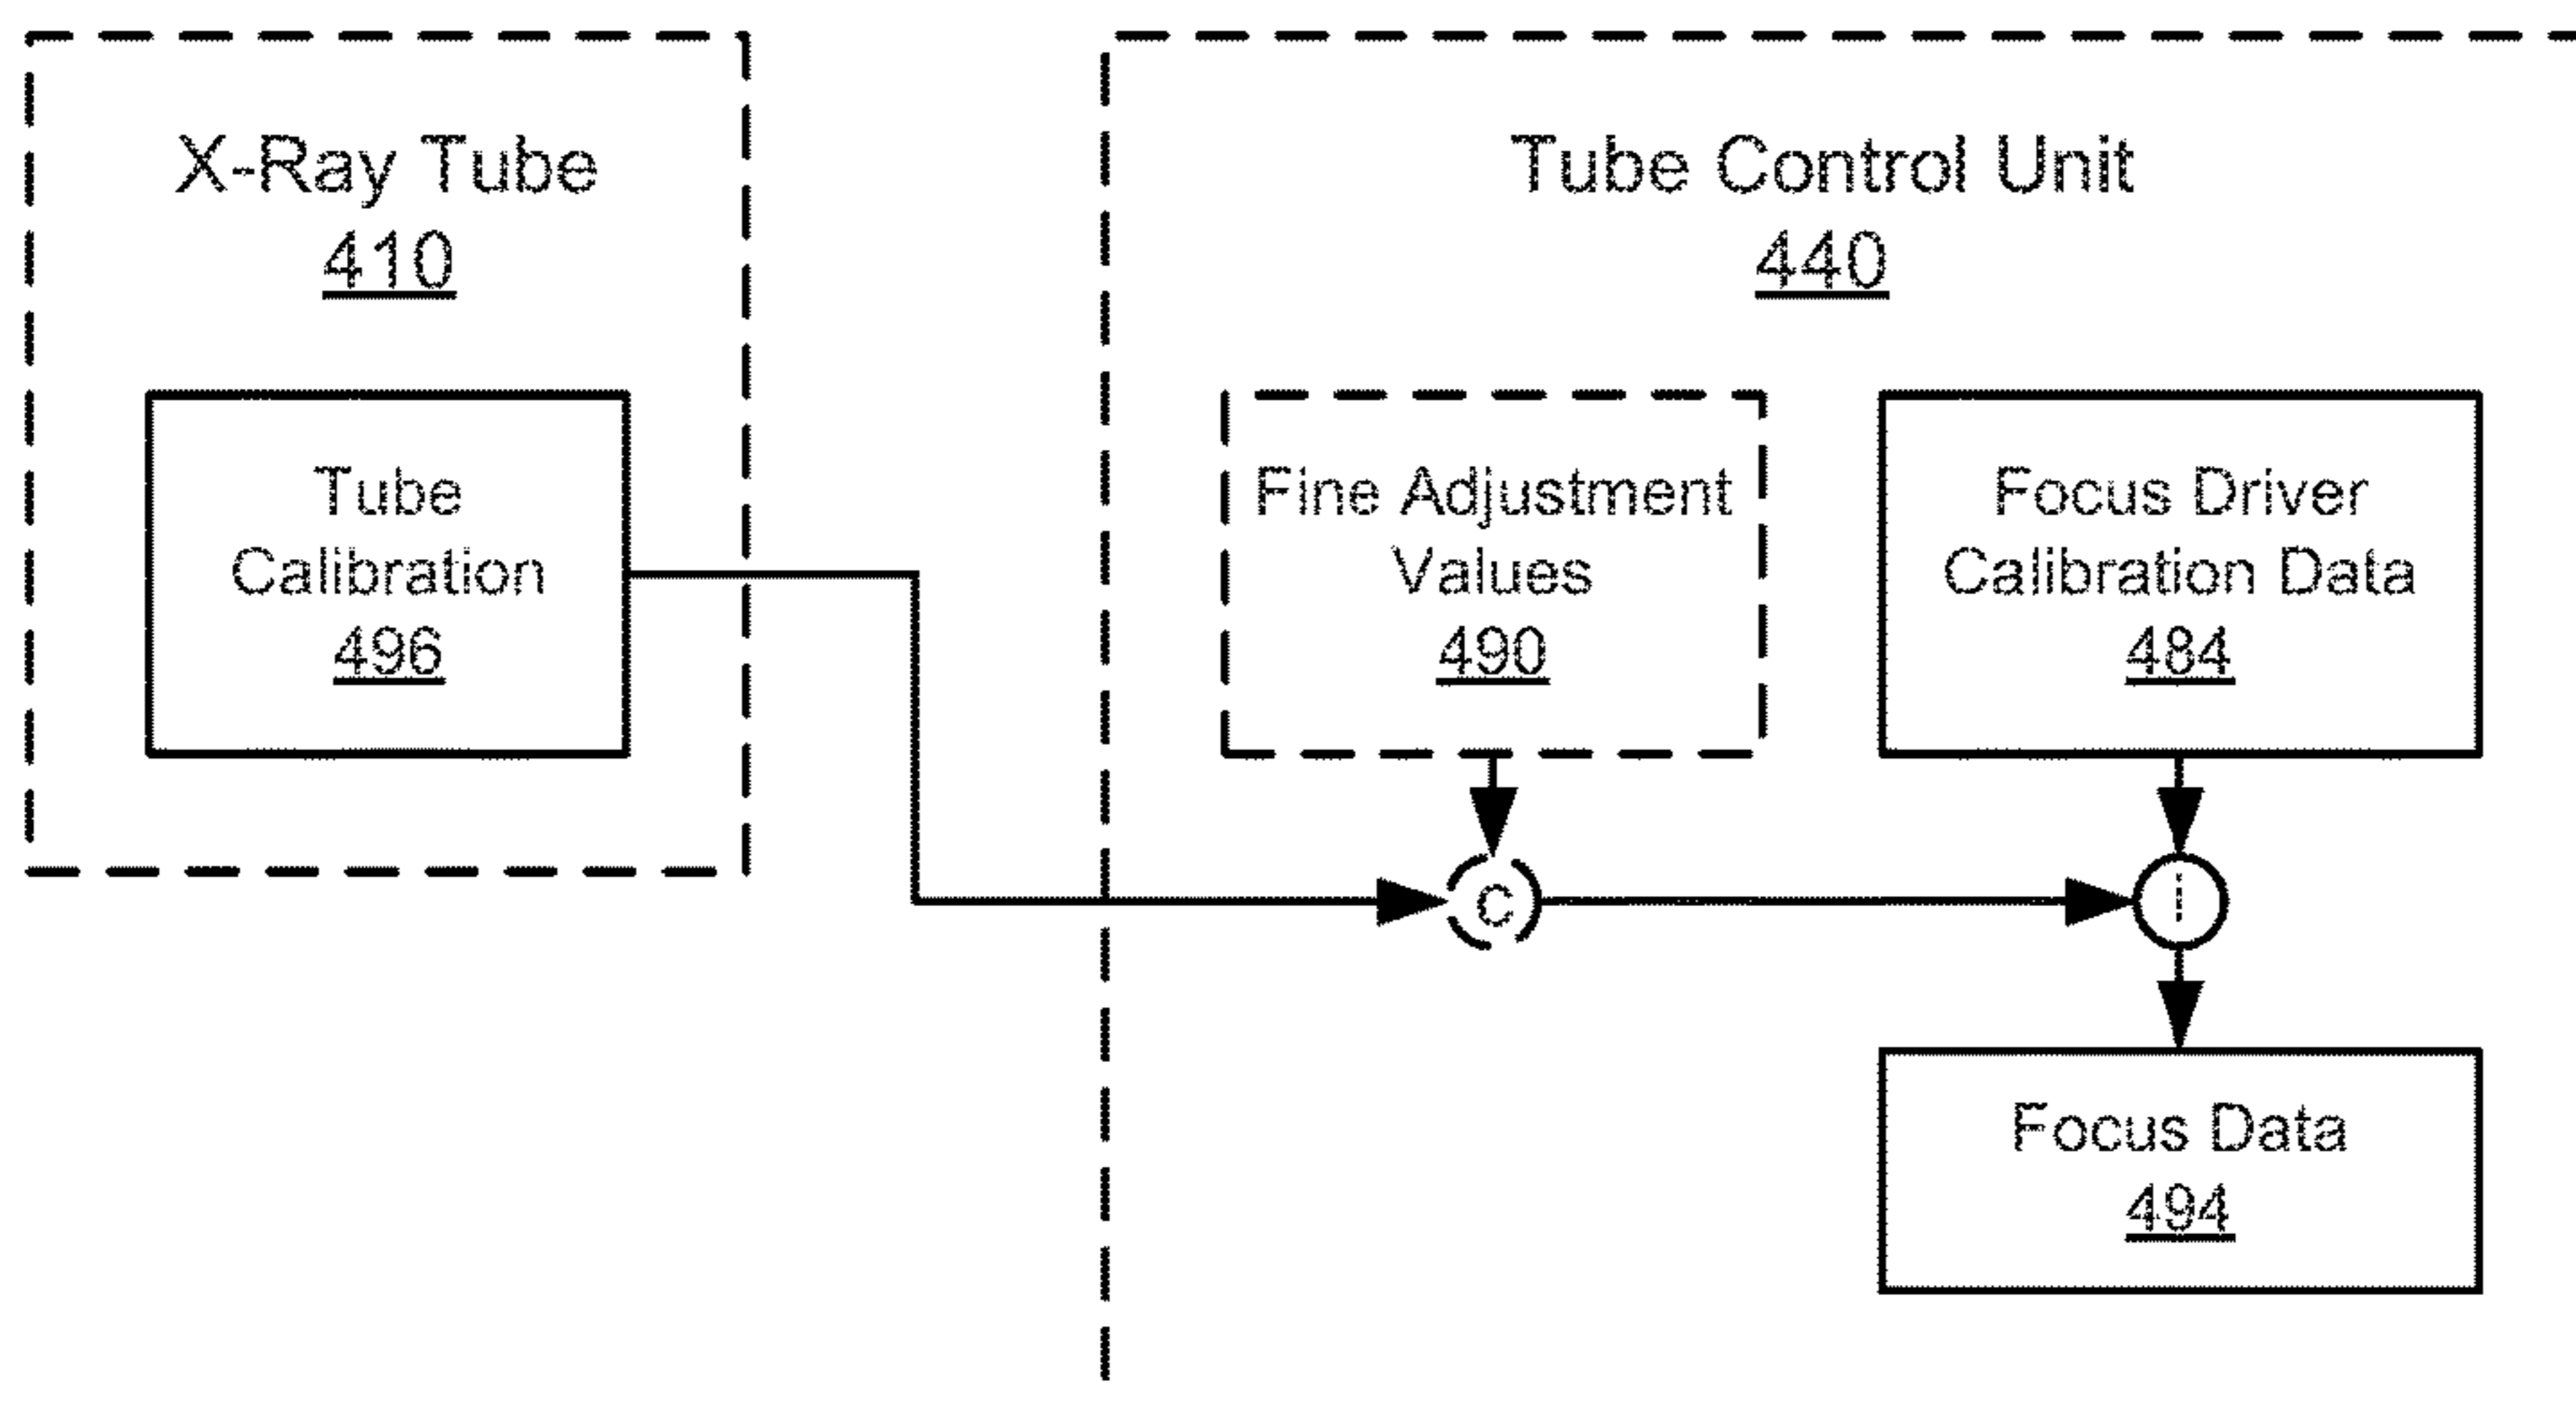 X-Ray Tube
410
Tube
Calibration
496
Tube Control Unit
440
Fine Adjustment
Values
490
Focus Driver
Calibration Data
484
C
I
Focus Data
494